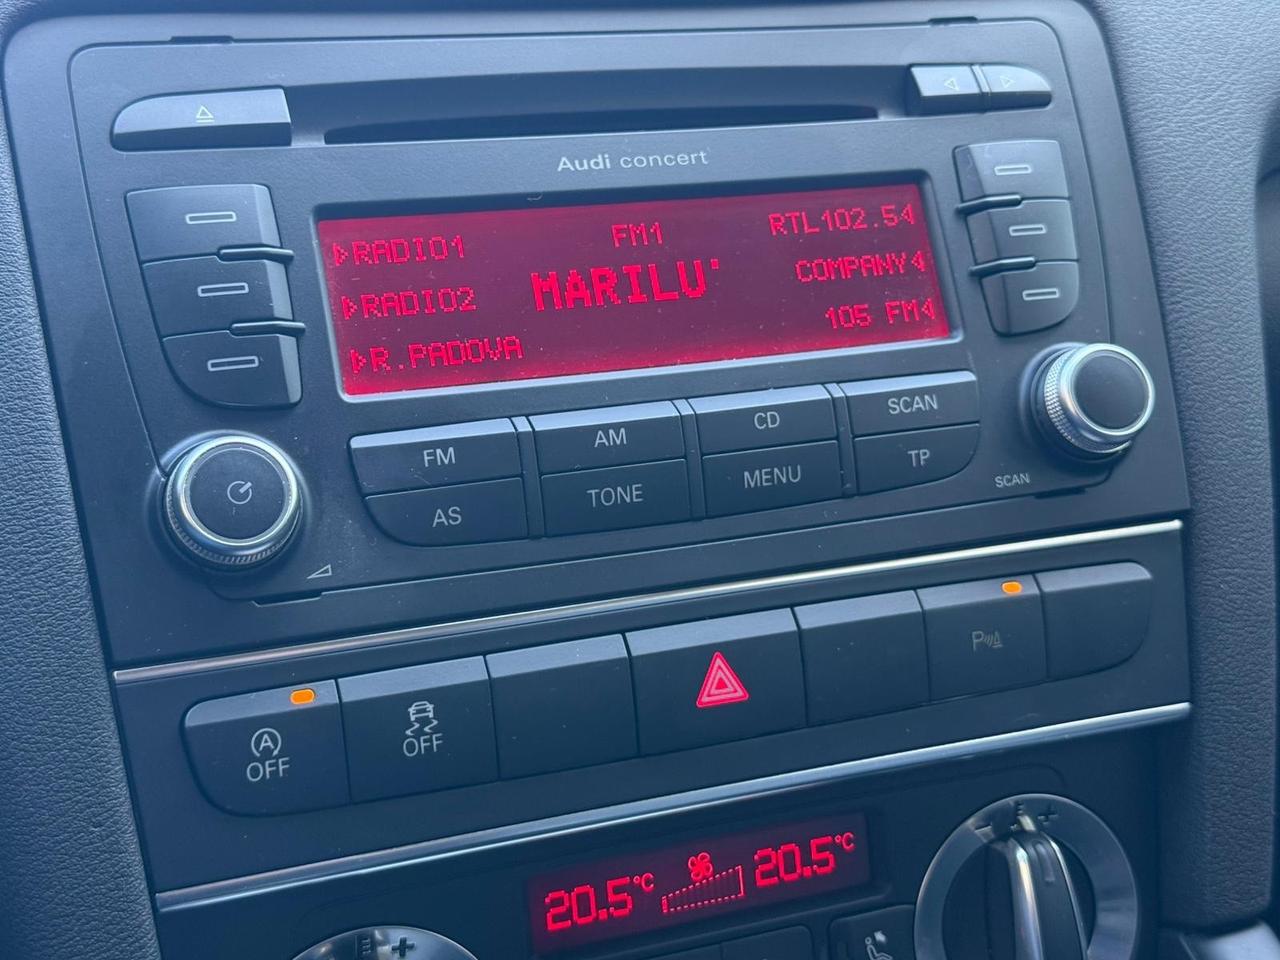 Audi concert
RADIO1
FM1
RTL102.5
RADIO2
MARILU'
COMPANY
R.PADOVA
105 FM
FM
AM
CD
SCAN
AS
TONE
MENU
TP
SCAN
A
OFF
OFF
P
20.5°C
20.5°C